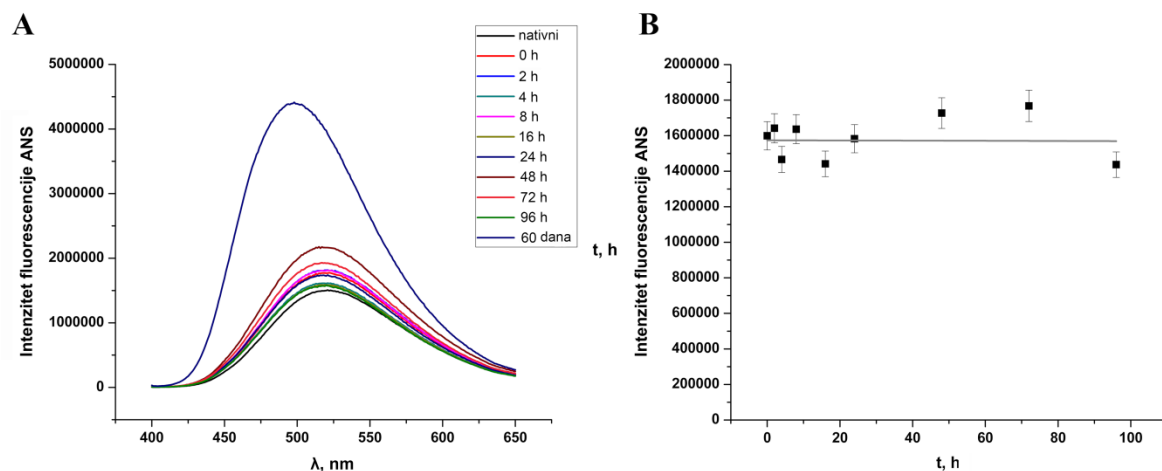 A
Intenzitet fluorescencije ANS
5000000
4000000
3000000
2000000
1000000
0
400
450
500
550
600
650
λ, nm
nativni
0 h
2 h
4 h
8 h
16 h
24 h
48 h
72 h
96 h
60 dana
t, h
B
Intenzitet fluorescencije ANS
2000000
1800000
1600000
1400000
1200000
1000000
800000
600000
400000
200000
0
0
20
40
60
80
100
t, h